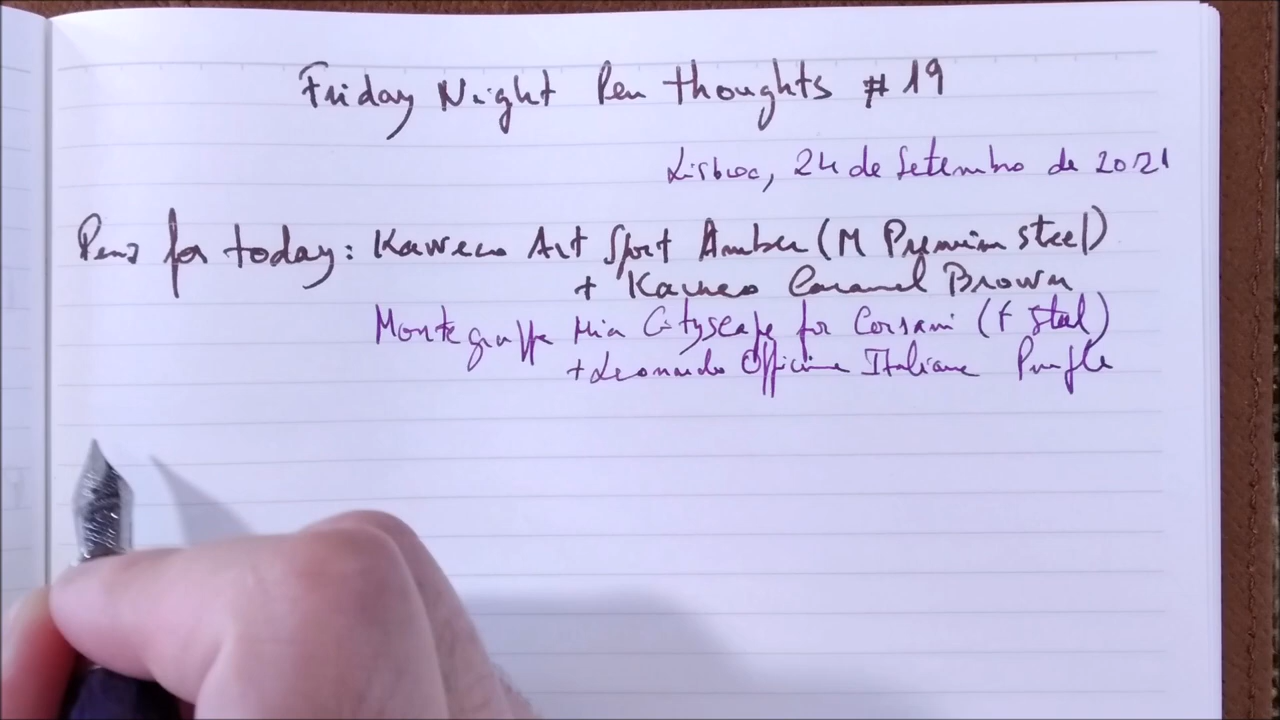 Friday Night Pen thoughts #19
Lisboa, 24 de Setembro de 2021
Pens for today: Kaweco Art Sport Amber (M Premium steel)
+ Kaweco Caramel Brown
Montegrappa Mia Cityscape for Corsani (F steel)
+ Leonardo Officina Italiana Purple